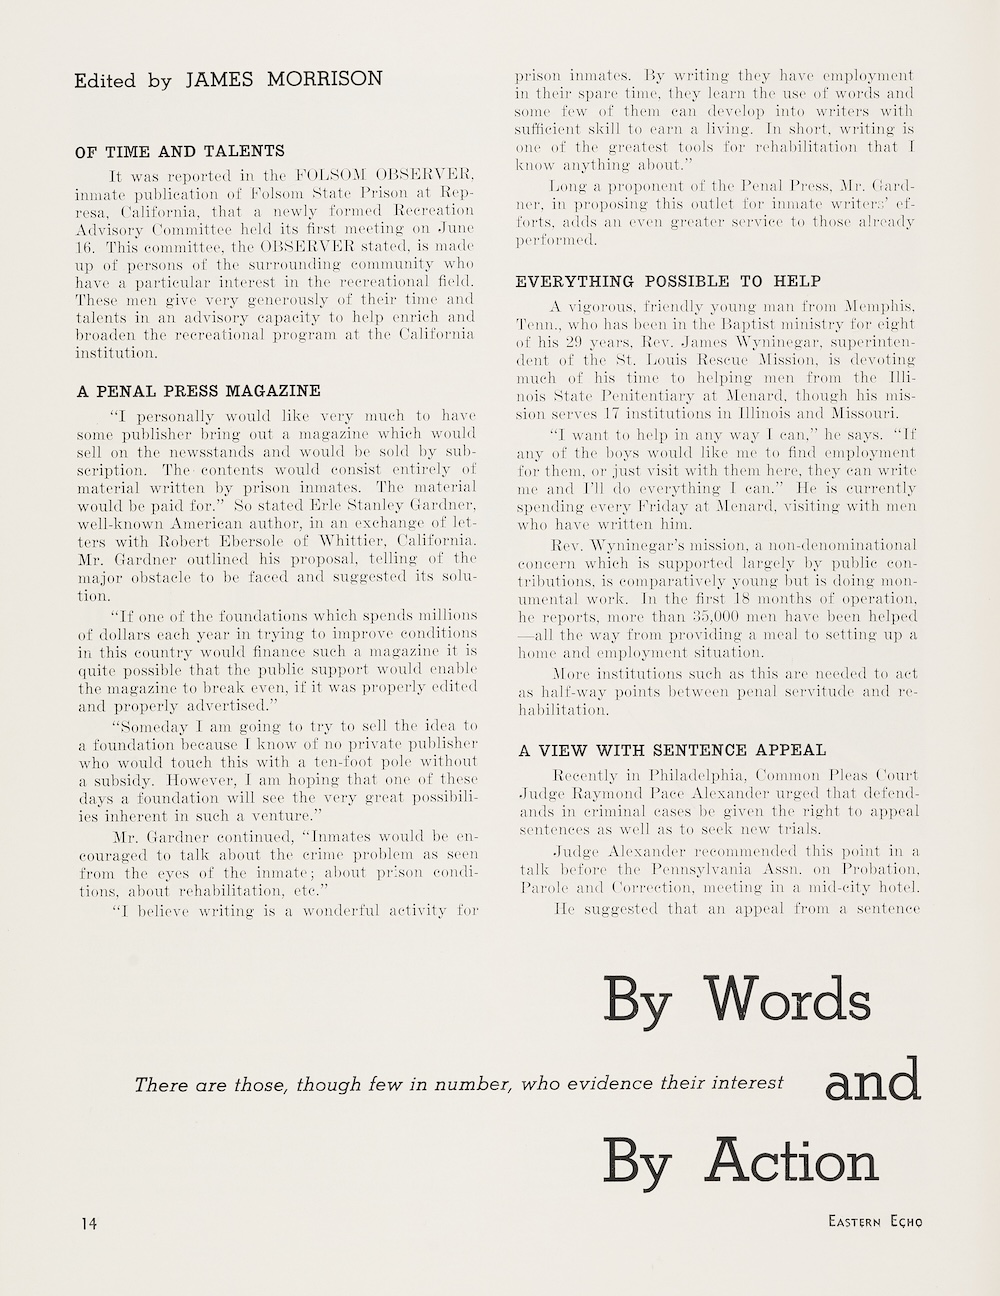 Edited by JAMES MORRISON
OF TIME AND TALENTS
It was reported in the FOLSOM OBSERVER,
inmate publication of Folsom State Prison at Rep-
resa, California, that a newly formed Recreation
Advisory Committee held its first meeting on June
16. This committee, the OBSERVER stated, is made
up of persons of the surrounding community who
have a particular interest in the recreational field.
These men give very generously of their time and
talents in an advisory capacity to help enrich and
broaden the recreational program at the California
institution.
A PENAL PRESS MAGAZINE
“I personally would like very much to have
some publisher bring out a magazine which would
sell on the newsstands and would be sold by sub-
scription. The contents would consist entirely of
material written by prison inmates. The material
would be paid for.” So stated Erle Stanley Gardner,
well-known American author, in an exchange of let-
ters with Robert Ebersole of Whittier, California.
Mr. Gardner outlined his proposal, telling of the
major obstacle to be faced and suggested its solu-
tion.
“If one of the foundations which spends millions
of dollars each year in trying to improve conditions
in this country would finance such a magazine it is
quite possible that the public support would enable
the magazine to break even, if it was properly edited
and properly advertised.”
“Someday I am going to try to sell the idea to
a foundation because I know of no private publisher
who would touch this with a ten-foot pole without
a subsidy. However, I am hoping that one of these
days a foundation will see the very great possibili-
ies inherent in such a venture.”
Mr. Gardner continued, “Inmates would be en-
couraged to talk about the crime problem as seen
from the eyes of the inmate; about prison condi-
tions, about rehabilitation, etc.”
“I believe writing is a wonderful activity for
prison inmates. By writing they have employment
in their spare time, they learn the use of words and
some few of them can develop into writers with
sufficient skill to earn a living. In short, writing is
one of the greatest tools for rehabilitation that I
know anything about.”
Long a proponent of the Penal Press, Mr. Gard-
ner, in proposing this outlet for inmate writers’ ef-
forts, adds an even greater service to those already
performed.
EVERYTHING POSSIBLE TO HELP
A vigorous, friendly young man from Memphis,
Tenn., who has been in the Baptist ministry for eight
of his 29 years, Rev. James Wyninegar, superinten-
dent of the St. Louis Rescue Mission, is devoting
much of his time to helping men from the Illi-
nois State Penitentiary at Menard, though his mis-
sion serves 17 institutions in Illinois and Missouri.
“I want to help in any way I can,” he says. “If
any of the boys would like me to find employment
for them, or just visit with them here, they can write
me and I’ll do everything I can.” He is currently
spending every Friday at Menard, visiting with men
who have written him.
Rev. Wyninegar’s mission, a non-denominational
concern which is supported largely by public con-
tributions, is comparatively young but is doing mon-
umental work. In the first 18 months of operation,
he reports, more than 35,000 men have been helped
—all the way from providing a meal to setting up a
home and employment situation.
More institutions such as this are needed to act
as half-way points between penal servitude and re-
habilitation.
A VIEW WITH SENTENCE APPEAL
Recently in Philadelphia, Common Pleas Court
Judge Raymond Pace Alexander urged that defend-
ands in criminal cases be given the right to appeal
sentences as well as to seek new trials.
Judge Alexander recommended this point in a
talk before the Pennsylvania Assn. on Probation,
Parole and Correction, meeting in a mid-city hotel.
He suggested that an appeal from a sentence
By Words
There are those, though few in number, who evidence their interest and
By Action
14
EASTERN ECHO